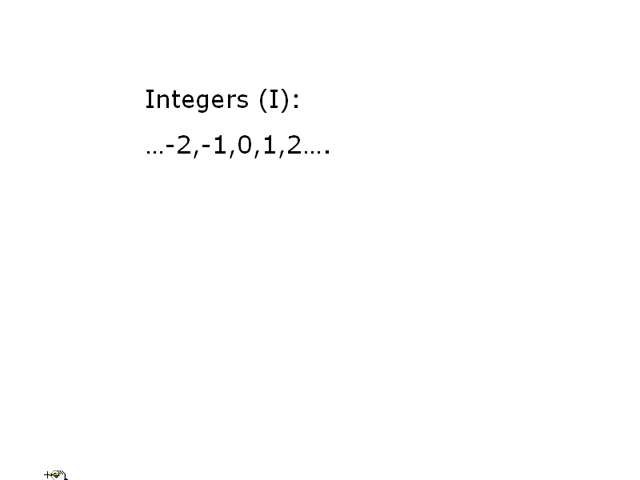 Integers (I):
…-2,-1,0,1,2….